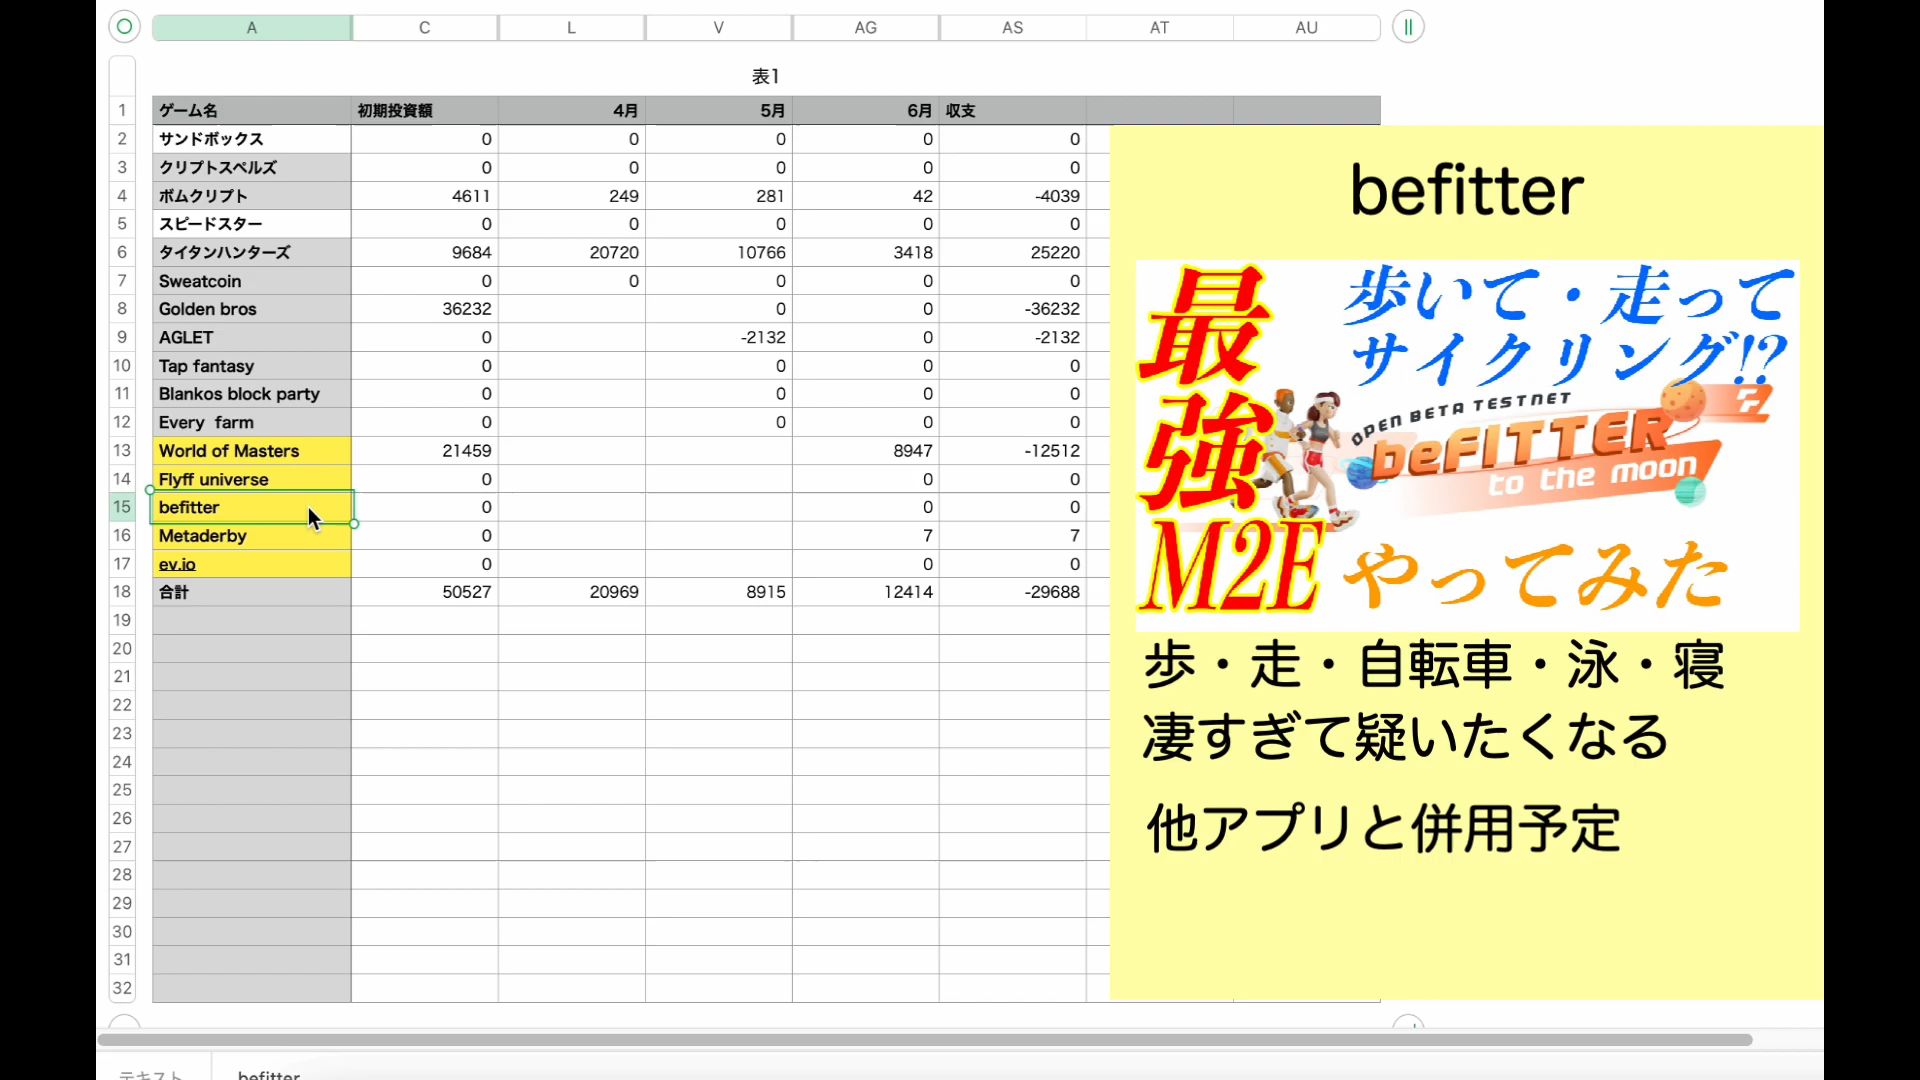 A C L V AG AS AT AU
表1
1 ゲーム名 初期投資額 4月 5月 6月 収支
2 サンドボックス 0 0 0 0 0
3 クリプトスペルズ 0 0 0 0 0
4 ボムクリプト 4611 249 281 42 -4039
5 スピードスター 0 0 0 0 0
6 タイタンハンターズ 9684 20720 10766 3418 25220
7 Sweatcoin 0 0 0 0 0
8 Golden bros 36232 0 0 -36232
9 AGLET 0 -2132 0 -2132
10 Tap fantasy 0 0 0 0
11 Blankos block party 0 0 0 0
12 Every farm 0 0 0 0
13 World of Masters 21459 8947 -12512
14 Flyff universe 0 0 0
15 befitter 0 0 0
16 Metaderby 0 7 7
17 ev.io 0 0 0
18 合計 50527 20969 8915 12414 -29688
19
20
21
22
23
24
25
26
27
28
29
30
31
32
befitter
最強M2E
歩いて・走って
サイクリング!?
OPEN BETA TESTNET
beFITTER
to the moon
やってみた
歩・走・自転車・泳・寝
凄すぎて疑いたくなる
他アプリと併用予定
テキスト befitter